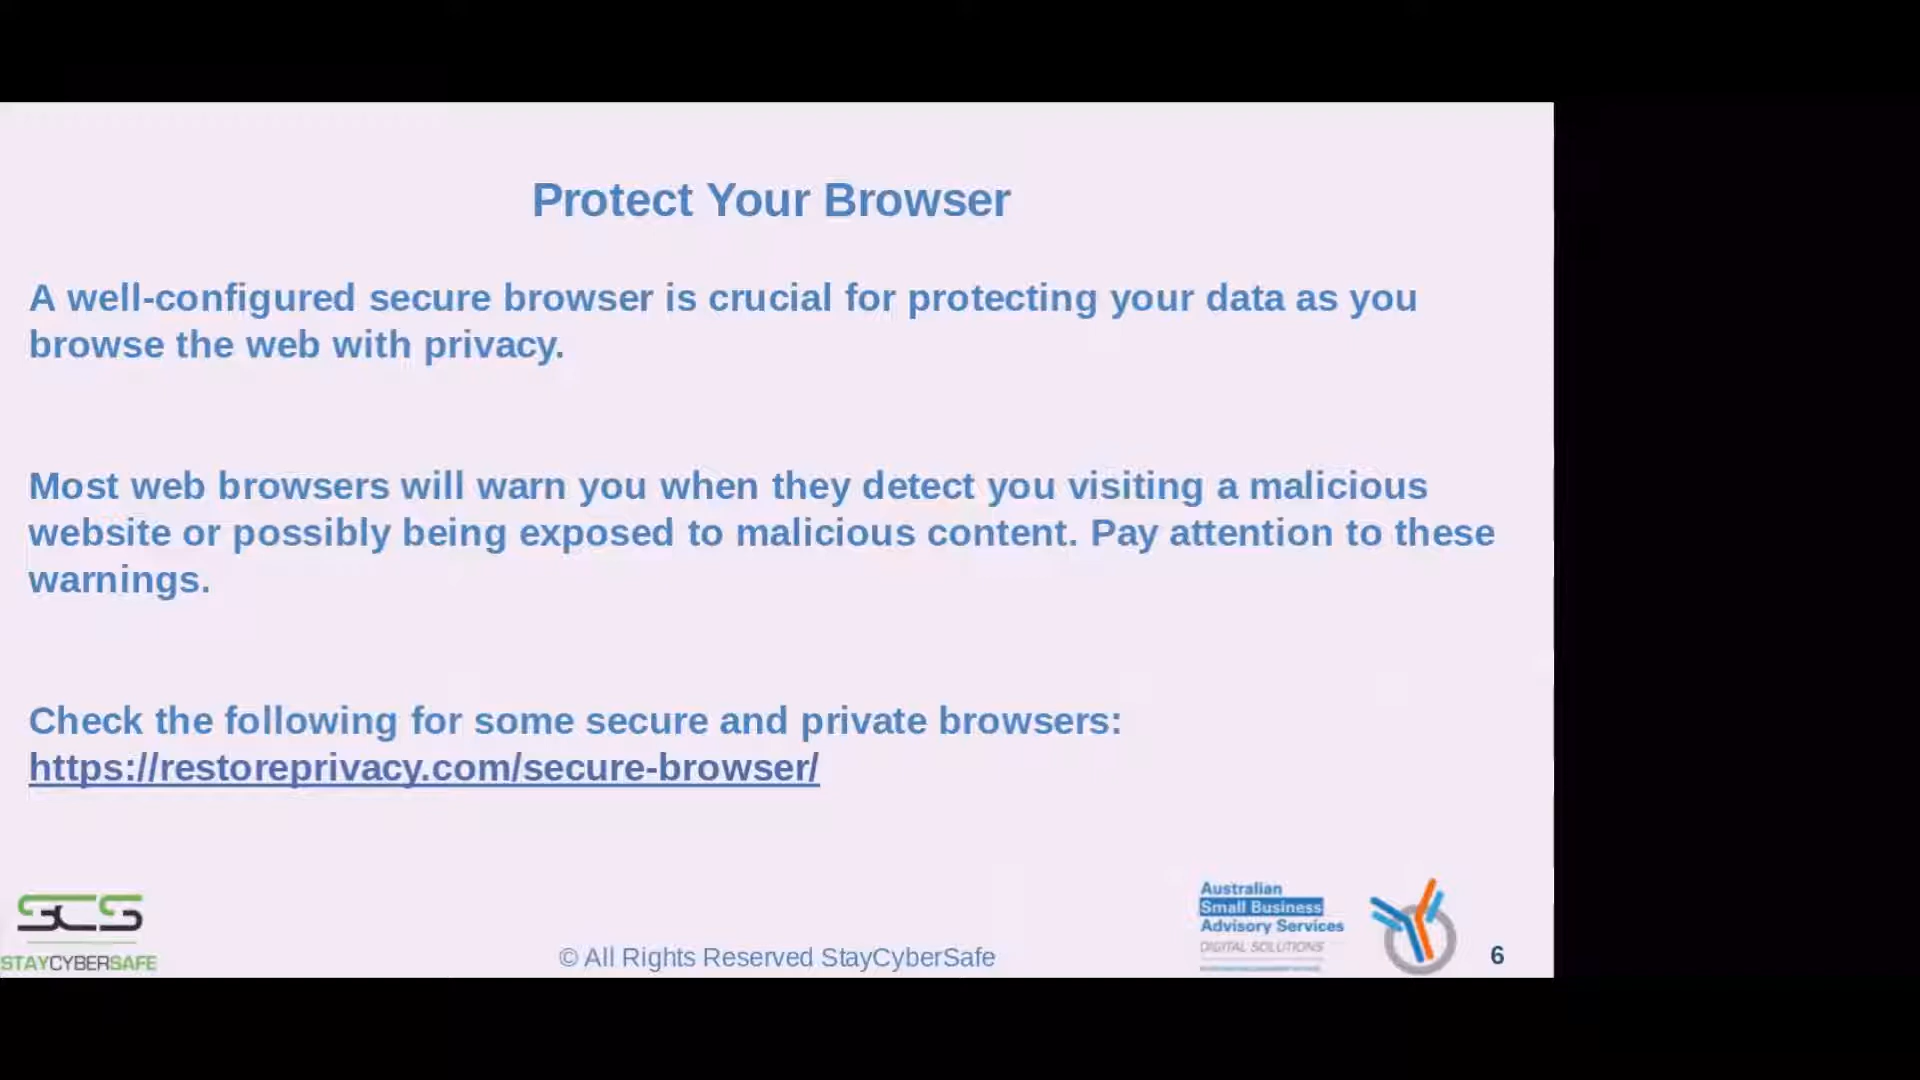 Protect Your Browser
A well-configured secure browser is crucial for protecting your data as you
browse the web with privacy.
Most web browsers will warn you when they detect you visiting a malicious
website or possibly being exposed to malicious content. Pay attention to these
warnings.
Check the following for some secure and private browsers:
https://restoreprivacy.com/secure-browser/
SCS
STAYCYBERSAFE
© All Rights Reserved StayCyberSafe
Australian
Small Business
Advisory Services
DIGITAL SOLUTIONS
6